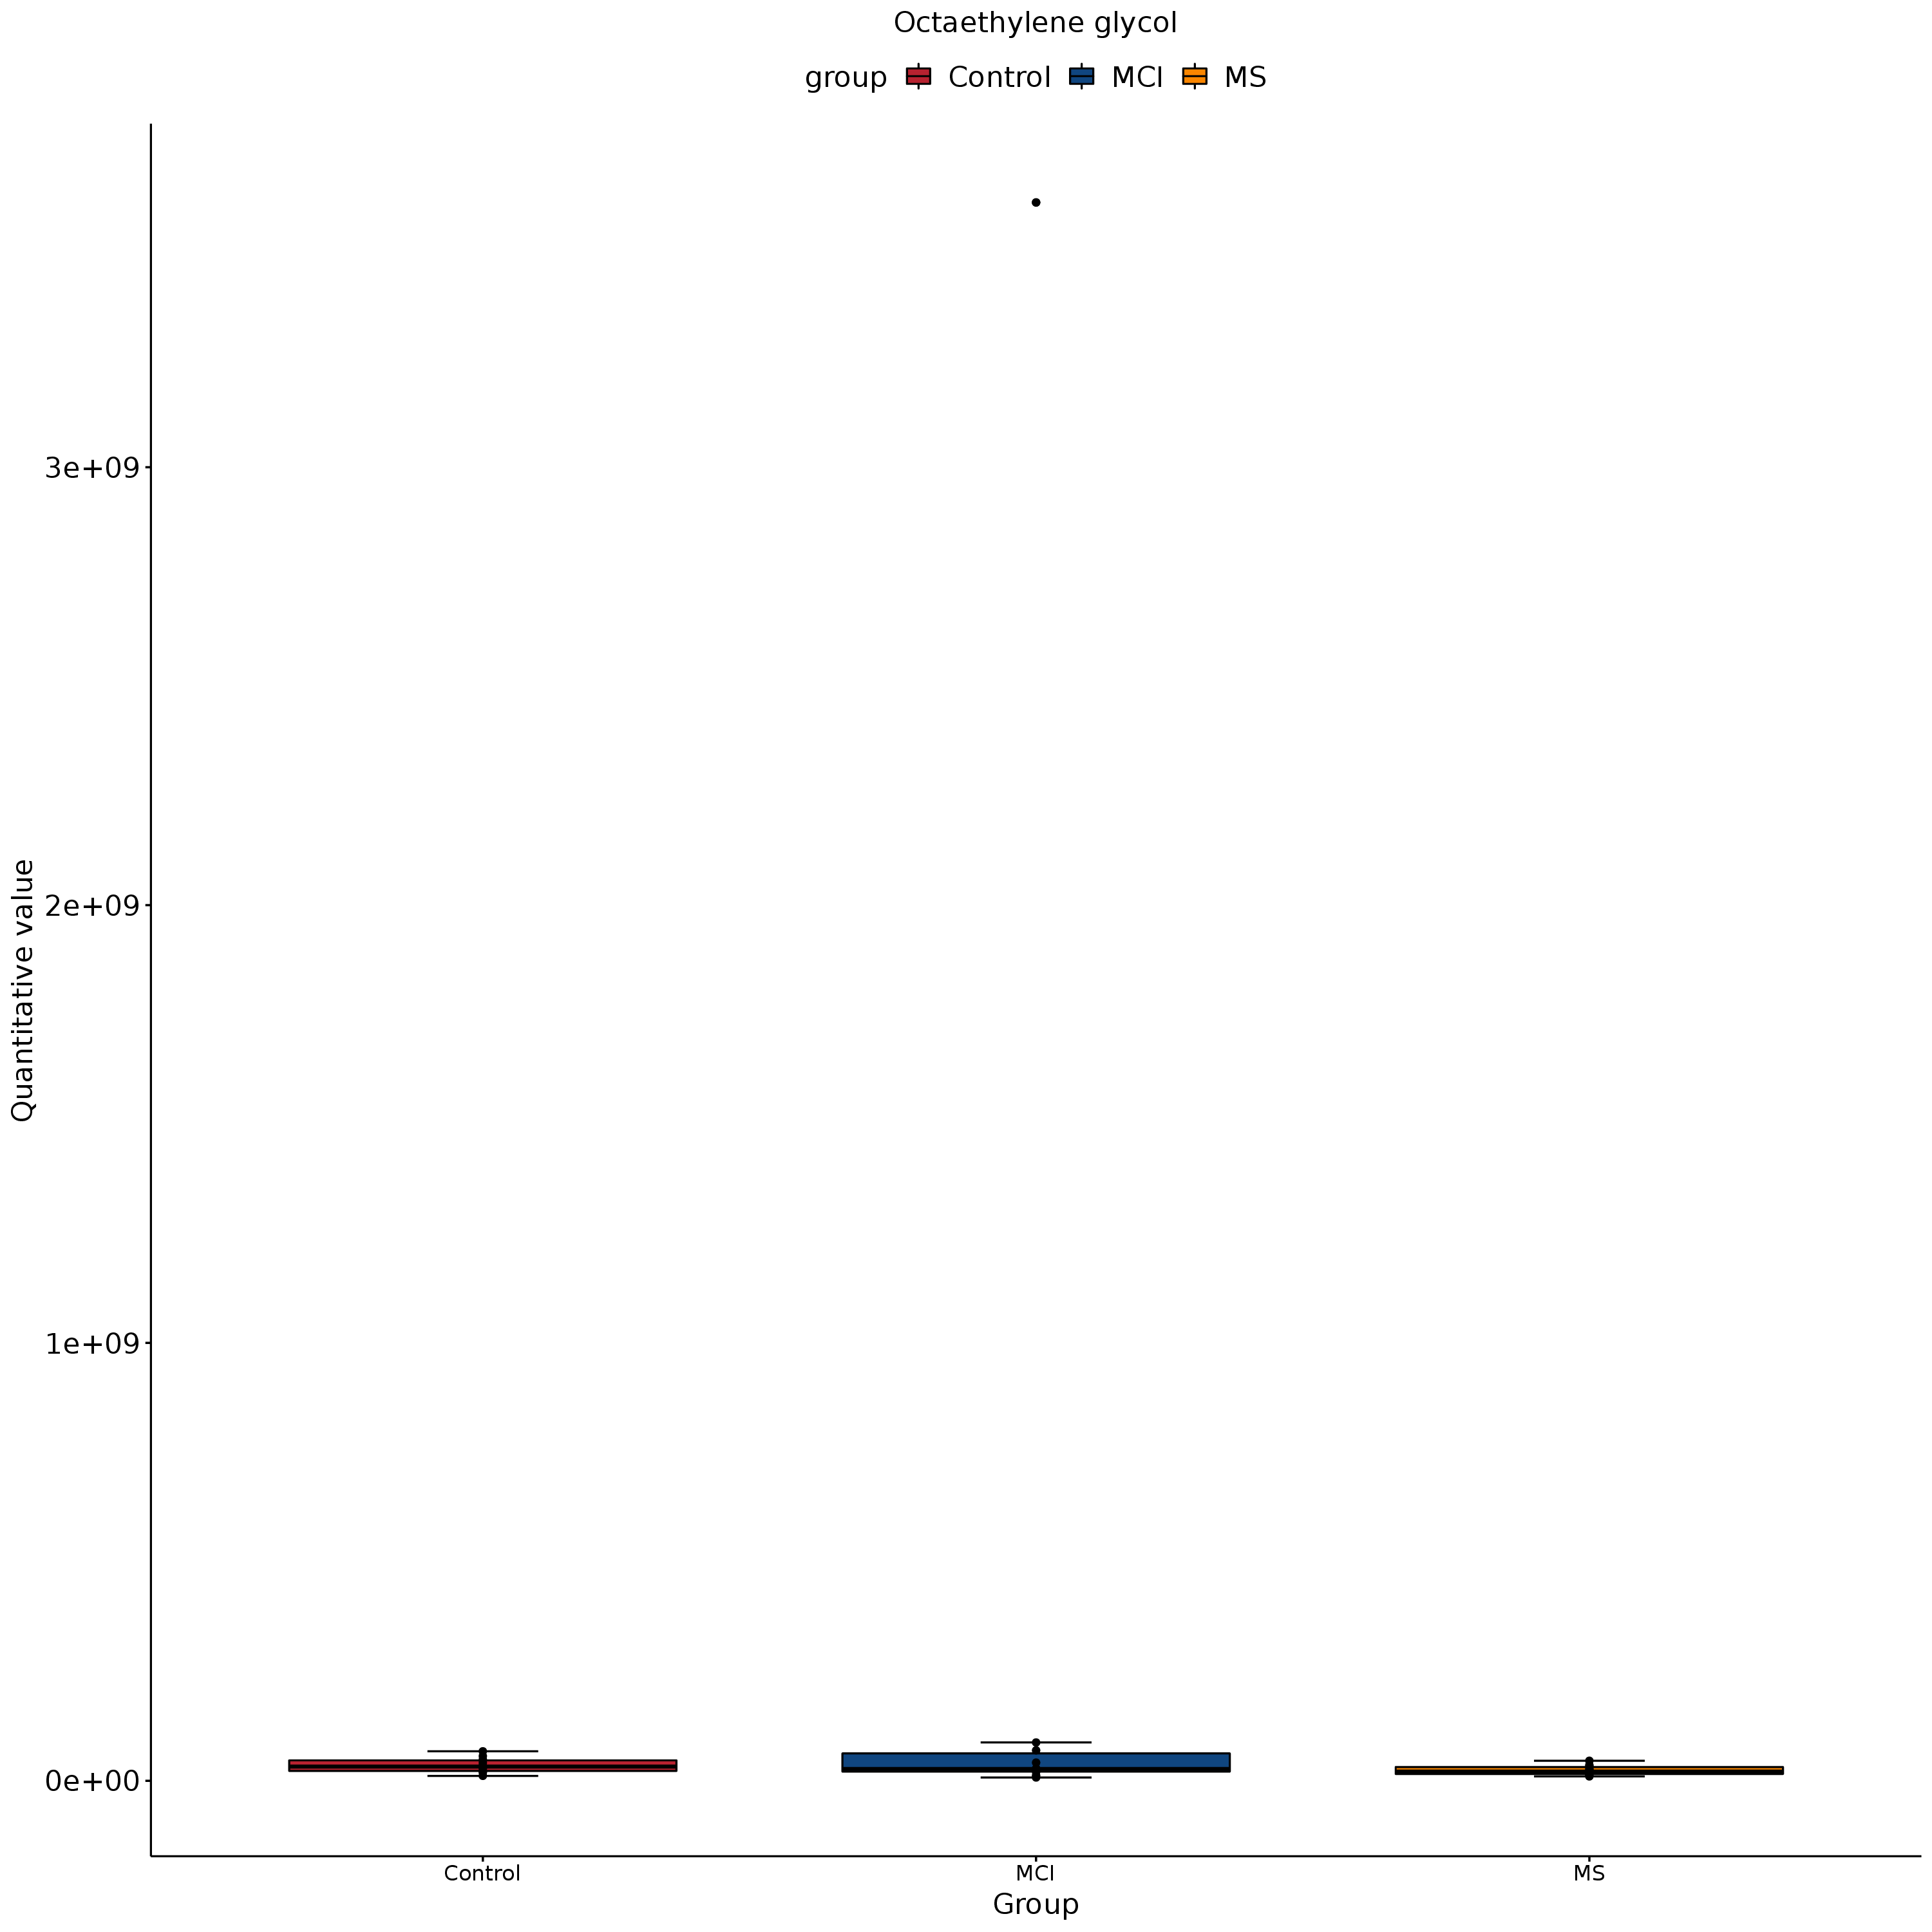 Octaethylene glycol
group Control MCI MS
Quantitative value
3e+09
2e+09
1e+09
0e+00
Control MCI MS
Group